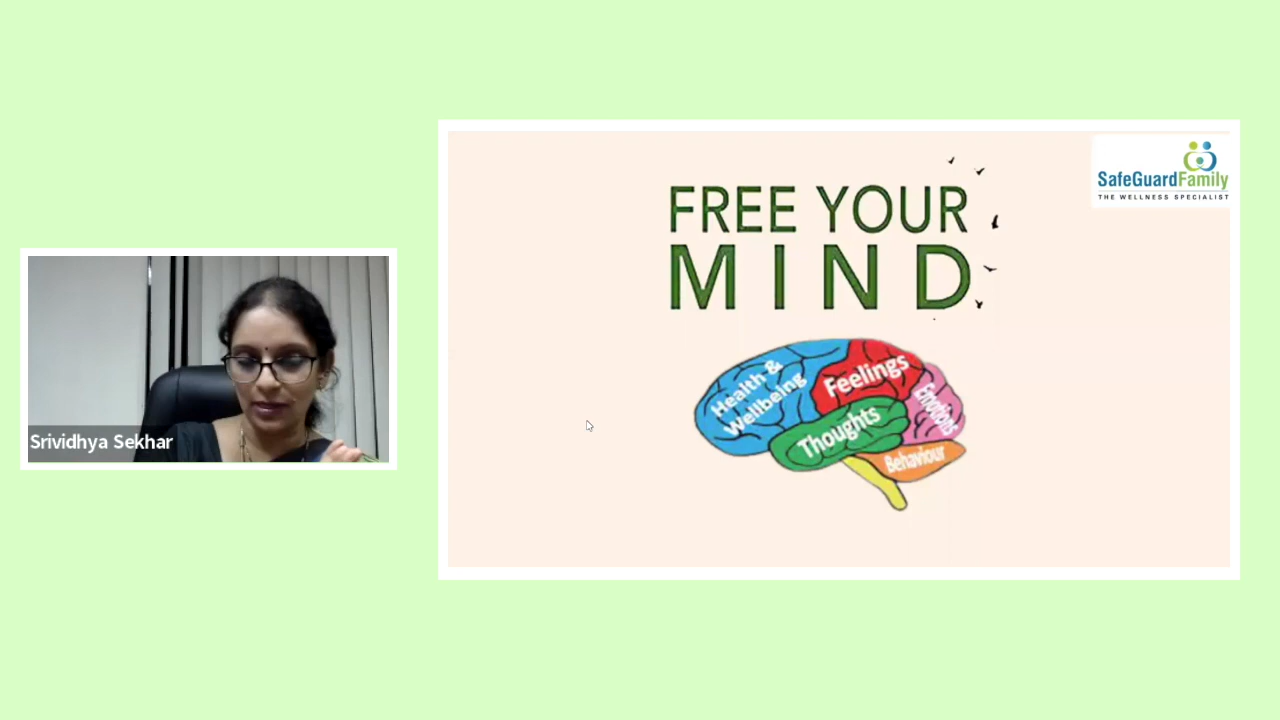 Srividhya Sekhar
FREE YOUR
MIND
SafeGuardFamily
THE WELLNESS SPECIALIST
Health &
Wellbeing
Feelings
Emotions
Thoughts
Behaviour